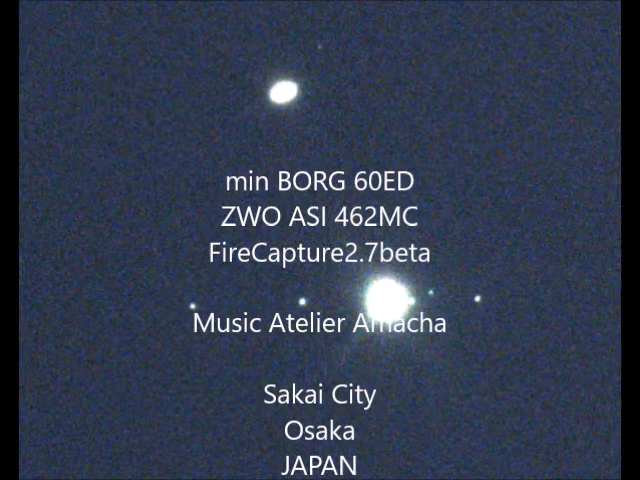 min BORG 60ED
ZWO ASI 462MC
FireCapture2.7beta
Music Atelier Amacha
Sakai City
Osaka
JAPAN